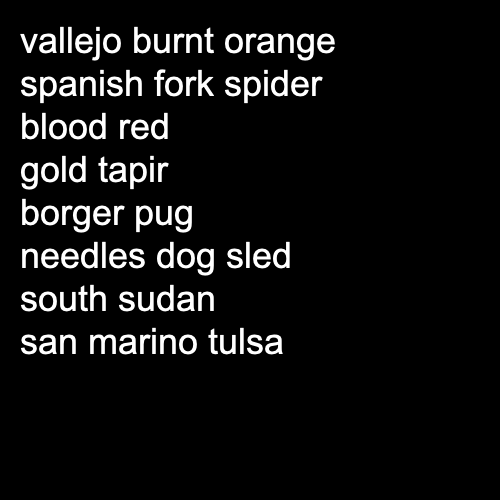 vallejo burnt orange
spanish fork spider
blood red
gold tapir
borger pug
needles dog sled
south sudan
san marino tulsa